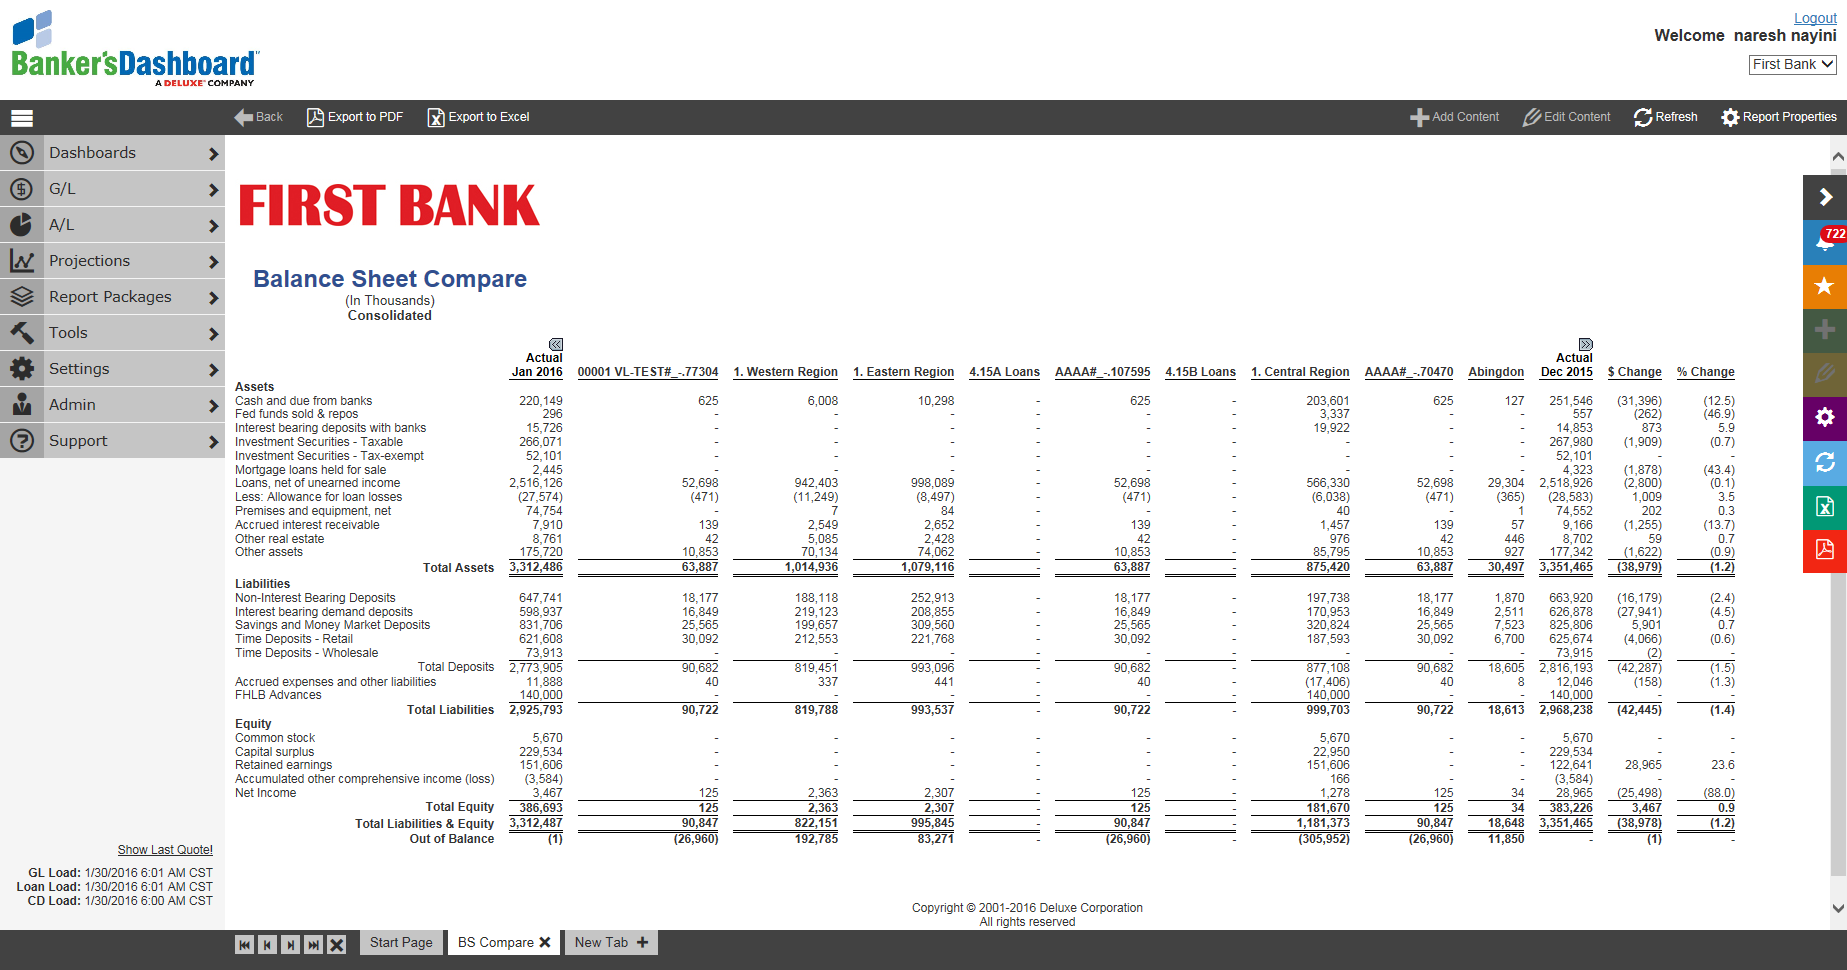 Logout
Welcome naresh nayini
First Bank
Banker'sDashboard
A DELUXE COMPANY
Back Export to PDF Export to Excel Add Content Edit Content Refresh Report Properties
Dashboards
G/L
A/L
Projections
Report Packages
Tools
Settings
Admin
Support
722
FIRST BANK
Balance Sheet Compare
(In Thousands)
Consolidated
Actual Actual
Jan 2016 00001 VL-TEST#_-.77304 1. Western Region 1. Eastern Region 4.15A Loans AAAA#_-.107595 4.15B Loans 1. Central Region AAAA#_-.70470 Abingdon Dec 2015 $ Change % Change
Assets
Cash and due from banks 220,149 625 6,008 10,298 - 625 - 203,601 625 127 251,546 (31,396) (12.5)
Fed funds sold & repos 296 - - - - - - 3,337 - - 557 (262) (46.9)
Interest bearing deposits with banks 15,726 - - - - - - 19,922 - - 14,853 873 5.9
Investment Securities - Taxable 266,071 - - - - - - - - - 267,980 (1,909) (0.7)
Investment Securities - Tax-exempt 52,101 - - - - - - - - - 52,101 - -
Mortgage loans held for sale 2,445 - - - - - - - - - 4,323 (1,878) (43.4)
Loans, net of unearned income 2,516,126 52,698 942,403 998,089 - 52,698 - 566,330 52,698 29,304 2,518,926 (2,800) (0.1)
Less: Allowance for loan losses (27,574) (471) (11,249) (8,497) - (471) - (6,038) (471) (365) (28,583) 1,009 3.5
Premises and equipment, net 74,754 - 7 84 - - - 40 - 1 74,552 202 0.3
Accrued interest receivable 7,910 139 2,549 2,652 - 139 - 1,457 139 57 9,166 (1,255) (13.7)
Other real estate 8,761 42 5,085 2,428 - 42 - 976 42 446 8,702 59 0.7
Other assets 175,720 10,853 70,134 74,062 - 10,853 - 85,795 10,853 927 177,342 (1,622) (0.9)
Total Assets 3,312,486 63,887 1,014,936 1,079,116 - 63,887 - 875,420 63,887 30,497 3,351,465 (38,979) (1.2)
Liabilities
Non-Interest Bearing Deposits 647,741 18,177 188,118 252,913 - 18,177 - 197,738 18,177 1,870 663,920 (16,179) (2.4)
Interest bearing demand deposits 598,937 16,849 219,123 208,855 - 16,849 - 170,953 16,849 2,511 626,878 (27,941) (4.5)
Savings and Money Market Deposits 831,706 25,565 199,657 309,560 - 25,565 - 320,824 25,565 7,523 825,806 5,901 0.7
Time Deposits - Retail 621,608 30,092 212,553 221,768 - 30,092 - 187,593 30,092 6,700 625,674 (4,066) (0.6)
Time Deposits - Wholesale 73,913 - - - - - - - - - 73,915 (2) -
Total Deposits 2,773,905 90,682 819,451 993,096 - 90,682 - 877,108 90,682 18,605 2,816,193 (42,287) (1.5)
Accrued expenses and other liabilities 11,888 40 337 441 - 40 - (17,406) 40 8 12,046 (158) (1.3)
FHLB Advances 140,000 - - - - - - 140,000 - - 140,000 - -
Total Liabilities 2,925,793 90,722 819,788 993,537 - 90,722 - 999,703 90,722 18,613 2,968,238 (42,445) (1.4)
Equity
Common stock 5,670 - - - - - - 5,670 - - 5,670 - -
Capital surplus 229,534 - - - - - - 22,950 - - 229,534 - -
Retained earnings 151,606 - - - - - - 151,606 - - 122,641 28,965 23.6
Accumulated other comprehensive income (loss) (3,584) - - - - - - 166 - - (3,584) - -
Net Income 3,467 125 2,363 2,307 - 125 - 1,278 125 34 28,965 (25,498) (88.0)
Total Equity 386,693 125 2,363 2,307 - 125 - 181,670 125 34 383,226 3,467 0.9
Total Liabilities & Equity 3,312,487 90,847 822,151 995,845 - 90,847 - 1,181,373 90,847 18,648 3,351,465 (38,978) (1.2)
Out of Balance (1) (26,960) 192,785 83,271 - (26,960) - (305,952) (26,960) 11,850 - (1) -
Show Last Quote!
GL Load: 1/30/2016 6:01 AM CST
Loan Load: 1/30/2016 6:01 AM CST
CD Load: 1/30/2016 6:00 AM CST
Copyright © 2001-2016 Deluxe Corporation
All rights reserved
Start Page BS Compare New Tab